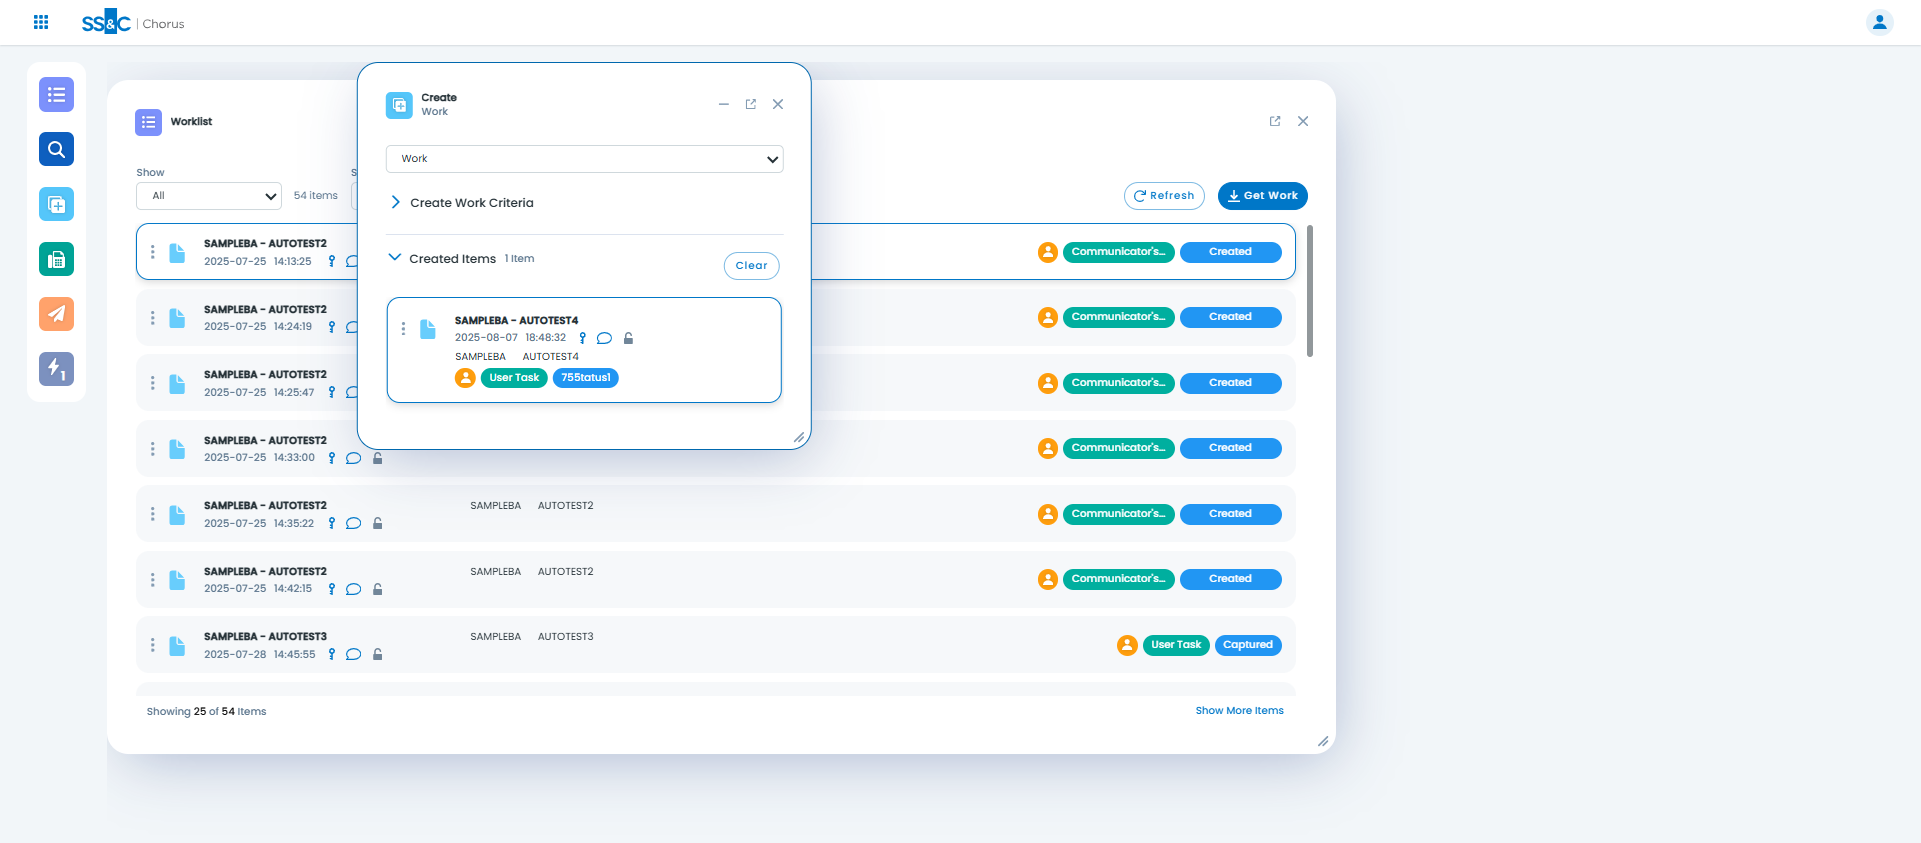 SS&C | Chorus
Worklist
Show
S
All
54 items
Refresh
Get Work
Create
Work
Work
Create Work Criteria
Created Items 1 Item
Clear
SAMPLEBA - AUTOTEST4
2025-08-07 18:48:32
SAMPLEBA AUTOTEST4
User Task 755tatus1
SAMPLEBA - AUTOTEST2
2025-07-25 14:13:25
Communicator's... Created
SAMPLEBA - AUTOTEST2
2025-07-25 14:24:19
Communicator's... Created
SAMPLEBA - AUTOTEST2
2025-07-25 14:25:47
Communicator's... Created
SAMPLEBA - AUTOTEST2
2025-07-25 14:33:00
Communicator's... Created
SAMPLEBA - AUTOTEST2 SAMPLEBA AUTOTEST2
2025-07-25 14:35:22
Communicator's... Created
SAMPLEBA - AUTOTEST2 SAMPLEBA AUTOTEST2
2025-07-25 14:42:15
Communicator's... Created
SAMPLEBA - AUTOTEST3 SAMPLEBA AUTOTEST3
2025-07-28 14:45:55
User Task Captured
Showing 25 of 54 Items
Show More Items
1